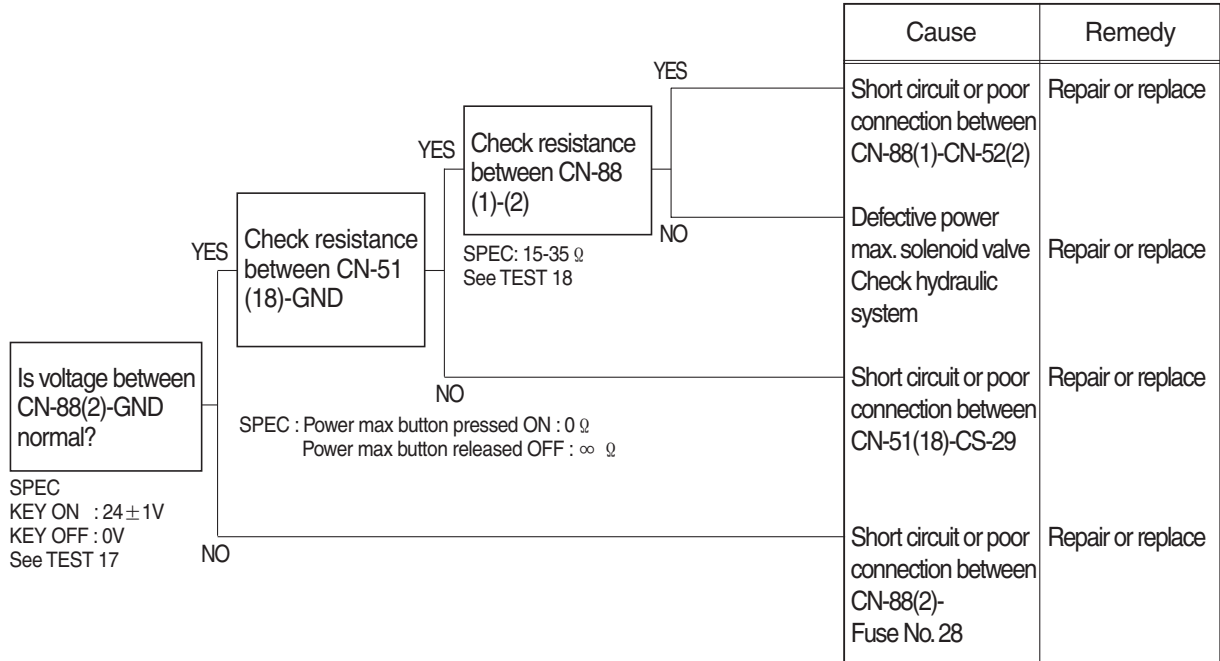 Cause
Remedy
YES
Short circuit or poor
connection between
CN-88(1)-CN-52(2)
Repair or replace
YES
Check resistance
between CN-88
(1)-(2)
NO
SPEC: 15-35 Ω
See TEST 18
Defective power
max. solenoid valve
Check hydraulic
system
Repair or replace
YES
Check resistance
between CN-51
(18)-GND
NO
SPEC : Power max button pressed ON : 0 Ω
Power max button released OFF : ∞ Ω
Short circuit or poor
connection between
CN-51(18)-CS-29
Repair or replace
Is voltage between
CN-88(2)-GND
normal?
SPEC
KEY ON : 24±1V
KEY OFF : 0V
See TEST 17
NO
Short circuit or poor
connection between
CN-88(2)-
Fuse No. 28
Repair or replace